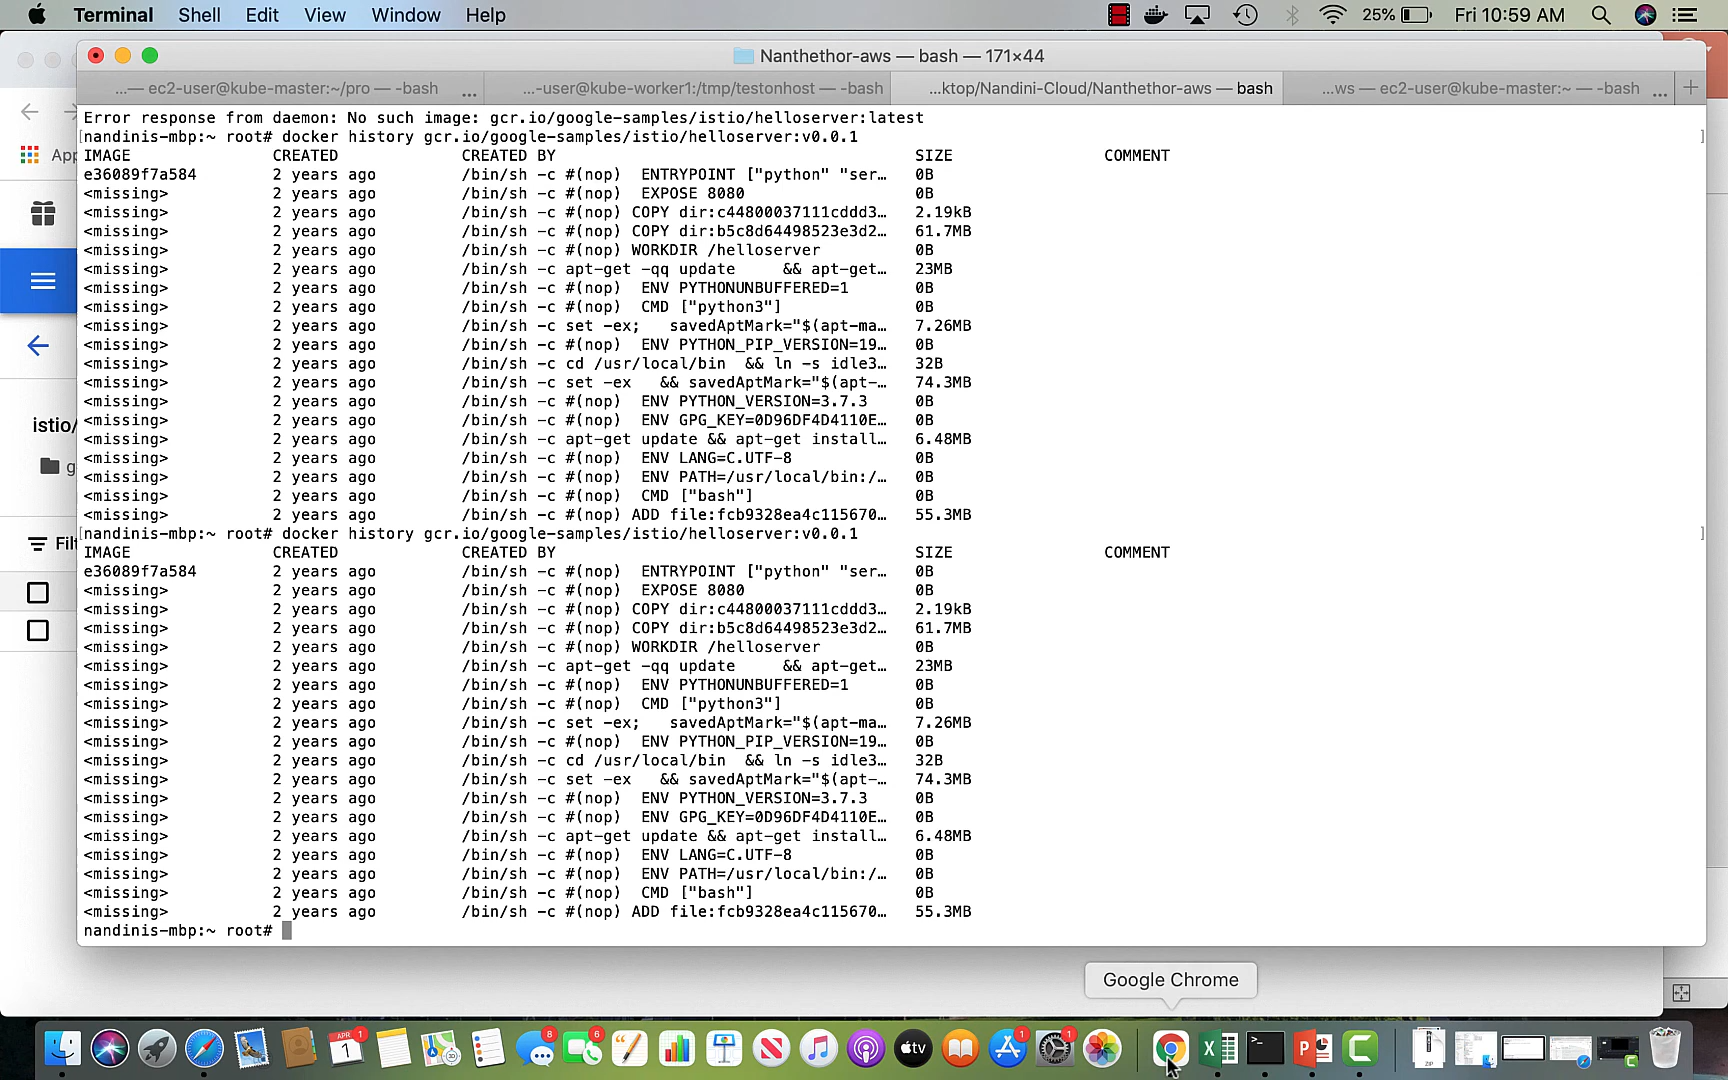 Terminal Shell Edit View Window Help 25% Fri 10:59 AM
Nanthethor-aws — bash — 171×44
...— ec2-user@kube-master:~/pro — -bash ...
...-user@kube-worker1:/tmp/testonhost — -bash
...ktop/Nandini-Cloud/Nanthethor-aws — bash
...ws — ec2-user@kube-master:~ — -bash ...
Error response from daemon: No such image: gcr.io/google-samples/istio/helloserver:latest
[nandinis-mbp:~ root# docker history gcr.io/google-samples/istio/helloserver:v0.0.1 ]
IMAGE CREATED CREATED BY SIZE COMMENT
e36089f7a584 2 years ago /bin/sh -c #(nop) ENTRYPOINT ["python" "ser… 0B
<missing> 2 years ago /bin/sh -c #(nop) EXPOSE 8080 0B
<missing> 2 years ago /bin/sh -c #(nop) COPY dir:c44800037111cddd3… 2.19kB
<missing> 2 years ago /bin/sh -c #(nop) COPY dir:b5c8d64498523e3d2… 61.7MB
<missing> 2 years ago /bin/sh -c #(nop) WORKDIR /helloserver 0B
<missing> 2 years ago /bin/sh -c apt-get -qq update && apt-get… 23MB
<missing> 2 years ago /bin/sh -c #(nop) ENV PYTHONUNBUFFERED=1 0B
<missing> 2 years ago /bin/sh -c #(nop) CMD ["python3"] 0B
<missing> 2 years ago /bin/sh -c set -ex; savedAptMark="$(apt-ma… 7.26MB
<missing> 2 years ago /bin/sh -c #(nop) ENV PYTHON_PIP_VERSION=19… 0B
<missing> 2 years ago /bin/sh -c cd /usr/local/bin && ln -s idle3… 32B
<missing> 2 years ago /bin/sh -c set -ex && savedAptMark="$(apt-… 74.3MB
<missing> 2 years ago /bin/sh -c #(nop) ENV PYTHON_VERSION=3.7.3 0B
<missing> 2 years ago /bin/sh -c #(nop) ENV GPG_KEY=0D96DF4D4110E… 0B
<missing> 2 years ago /bin/sh -c apt-get update && apt-get install… 6.48MB
<missing> 2 years ago /bin/sh -c #(nop) ENV LANG=C.UTF-8 0B
<missing> 2 years ago /bin/sh -c #(nop) ENV PATH=/usr/local/bin:/… 0B
<missing> 2 years ago /bin/sh -c #(nop) CMD ["bash"] 0B
<missing> 2 years ago /bin/sh -c #(nop) ADD file:fcb9328ea4c115670… 55.3MB
[nandinis-mbp:~ root# docker history gcr.io/google-samples/istio/helloserver:v0.0.1 ]
IMAGE CREATED CREATED BY SIZE COMMENT
e36089f7a584 2 years ago /bin/sh -c #(nop) ENTRYPOINT ["python" "ser… 0B
<missing> 2 years ago /bin/sh -c #(nop) EXPOSE 8080 0B
<missing> 2 years ago /bin/sh -c #(nop) COPY dir:c44800037111cddd3… 2.19kB
<missing> 2 years ago /bin/sh -c #(nop) COPY dir:b5c8d64498523e3d2… 61.7MB
<missing> 2 years ago /bin/sh -c #(nop) WORKDIR /helloserver 0B
<missing> 2 years ago /bin/sh -c apt-get -qq update && apt-get… 23MB
<missing> 2 years ago /bin/sh -c #(nop) ENV PYTHONUNBUFFERED=1 0B
<missing> 2 years ago /bin/sh -c #(nop) CMD ["python3"] 0B
<missing> 2 years ago /bin/sh -c set -ex; savedAptMark="$(apt-ma… 7.26MB
<missing> 2 years ago /bin/sh -c #(nop) ENV PYTHON_PIP_VERSION=19… 0B
<missing> 2 years ago /bin/sh -c cd /usr/local/bin && ln -s idle3… 32B
<missing> 2 years ago /bin/sh -c set -ex && savedAptMark="$(apt-… 74.3MB
<missing> 2 years ago /bin/sh -c #(nop) ENV PYTHON_VERSION=3.7.3 0B
<missing> 2 years ago /bin/sh -c #(nop) ENV GPG_KEY=0D96DF4D4110E… 0B
<missing> 2 years ago /bin/sh -c apt-get update && apt-get install… 6.48MB
<missing> 2 years ago /bin/sh -c #(nop) ENV LANG=C.UTF-8 0B
<missing> 2 years ago /bin/sh -c #(nop) ENV PATH=/usr/local/bin:/… 0B
<missing> 2 years ago /bin/sh -c #(nop) CMD ["bash"] 0B
<missing> 2 years ago /bin/sh -c #(nop) ADD file:fcb9328ea4c115670… 55.3MB
nandinis-mbp:~ root#
App
istio/
g
Filt
Google Chrome
APR 1
1
8
6
tv
1
1
ZIP